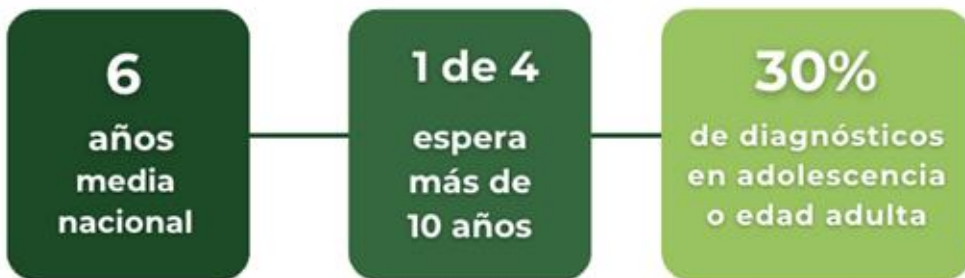 6
años
media
nacional
1 de 4
espera
más de
10 años
30%
de diagnósticos
en adolescencia
o edad adulta